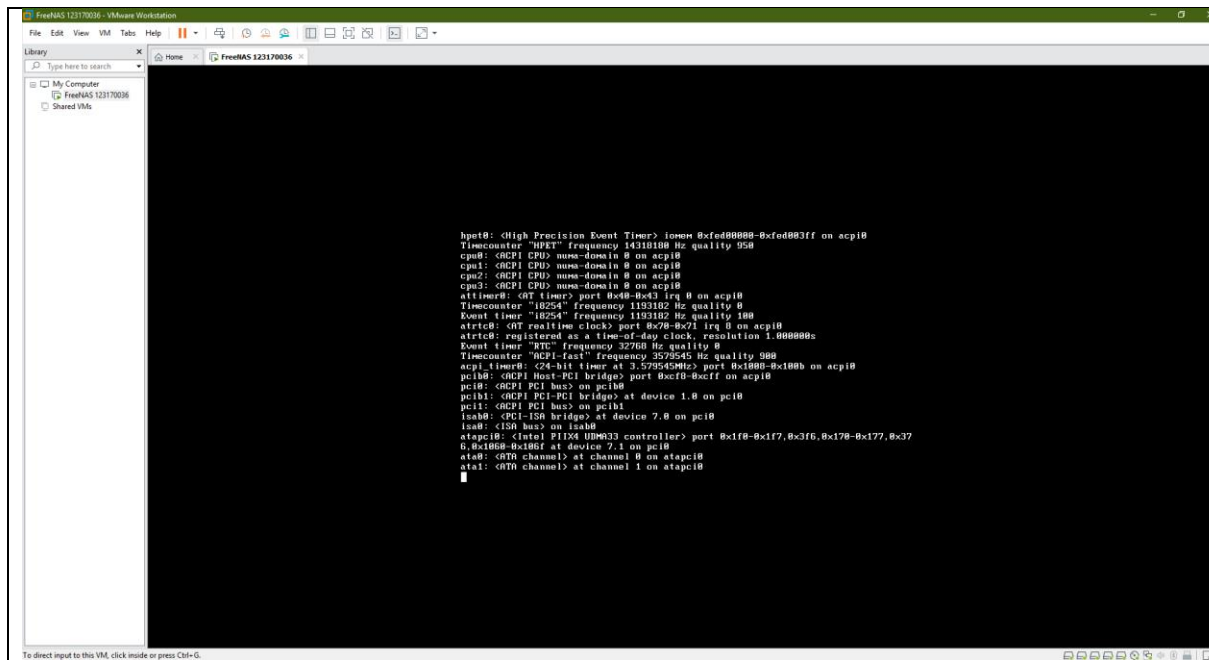 FreeNAS 123170036 - VMware Workstation
File Edit View VM Tabs Help
Library
Type here to search
My Computer
FreeNAS 123170036
Shared VMs
Home
FreeNAS 123170036
hpet0: <High Precision Event Timer> iomem 0xfed00000-0xfed003ff on acpi0
Timecounter "HPET" frequency 14318180 Hz quality 950
cpu0: <ACPI CPU> numa-domain 0 on acpi0
cpu1: <ACPI CPU> numa-domain 0 on acpi0
cpu2: <ACPI CPU> numa-domain 0 on acpi0
cpu3: <ACPI CPU> numa-domain 0 on acpi0
attimer0: <AT timer> port 0x40-0x43 irq 0 on acpi0
Timecounter "i8254" frequency 1193182 Hz quality 0
Event timer "i8254" frequency 1193182 Hz quality 100
atrtc0: <AT realtime clock> port 0x70-0x71 irq 8 on acpi0
atrtc0: registered as a time-of-day clock, resolution 1.000000s
Event timer "RTC" frequency 32768 Hz quality 0
Timecounter "ACPI-fast" frequency 3579545 Hz quality 900
acpi_timer0: <24-bit timer at 3.579545MHz> port 0x1008-0x100b on acpi0
pcib0: <ACPI Host-PCI bridge> port 0xcf8-0xcff on acpi0
pci0: <ACPI PCI bus> on pcib0
pcib1: <ACPI PCI-PCI bridge> at device 1.0 on pci0
pci1: <ACPI PCI bus> on pcib1
isab0: <PCI-ISA bridge> at device 7.0 on pci0
isa0: <ISA bus> on isab0
atapci0: <Intel PIIX4 UDMA33 controller> port 0x1f0-0x1f7,0x3f6,0x170-0x177,0x37
6,0x1060-0x106f at device 7.1 on pci0
ata0: <ATA channel> at channel 0 on atapci0
ata1: <ATA channel> at channel 1 on atapci0
To direct input to this VM, click inside or press Ctrl+G.